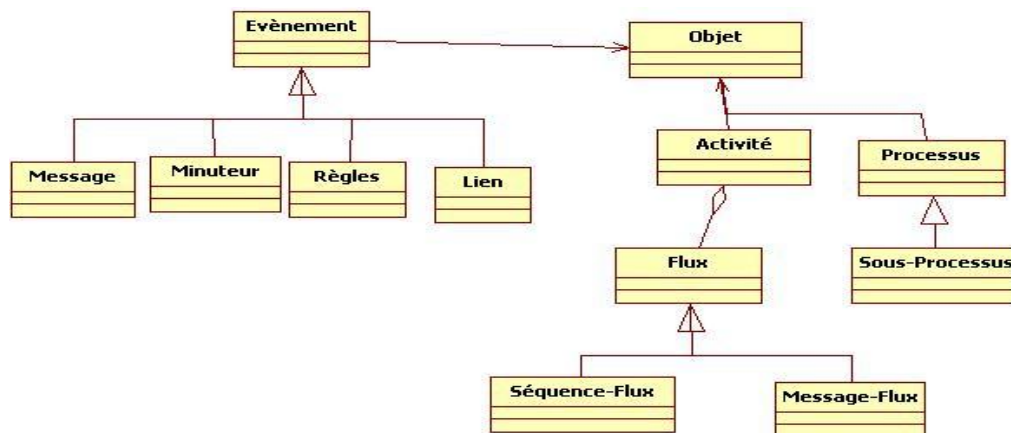 Evènement
Objet
Activité
Processus
Message
Minuteur
Règles
Lien
Flux
Sous-Processus
Séquence-Flux
Message-Flux